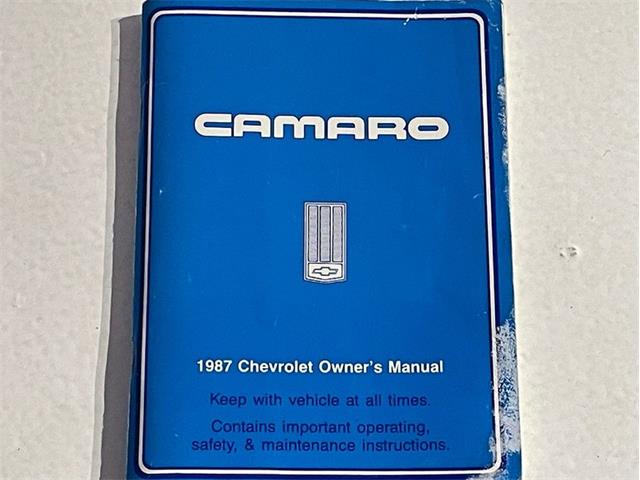 CAMARO
1987 Chevrolet Owner's Manual
Keep with vehicle at all times.
Contains important operating,
safety, & maintenance instructions.